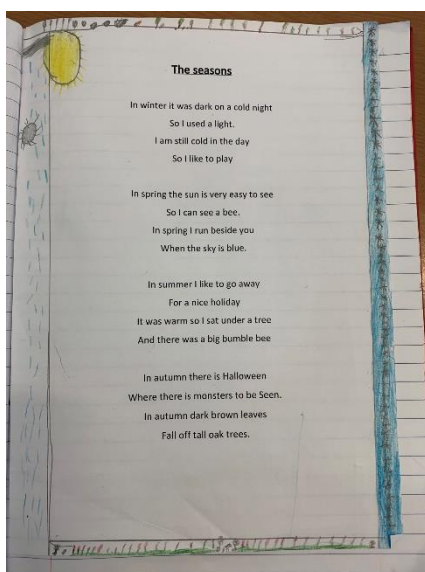 The seasons
In winter it was dark on a cold night
So I used a light.
I am still cold in the day
So I like to play
In spring the sun is very easy to see
So I can see a bee.
In spring I run beside you
When the sky is blue.
In summer I like to go away
For a nice holiday
It was warm so I sat under a tree
And there was a big bumble bee
In autumn there is Halloween
Where there is monsters to be Seen.
In autumn dark brown leaves
Fall off tall oak trees.